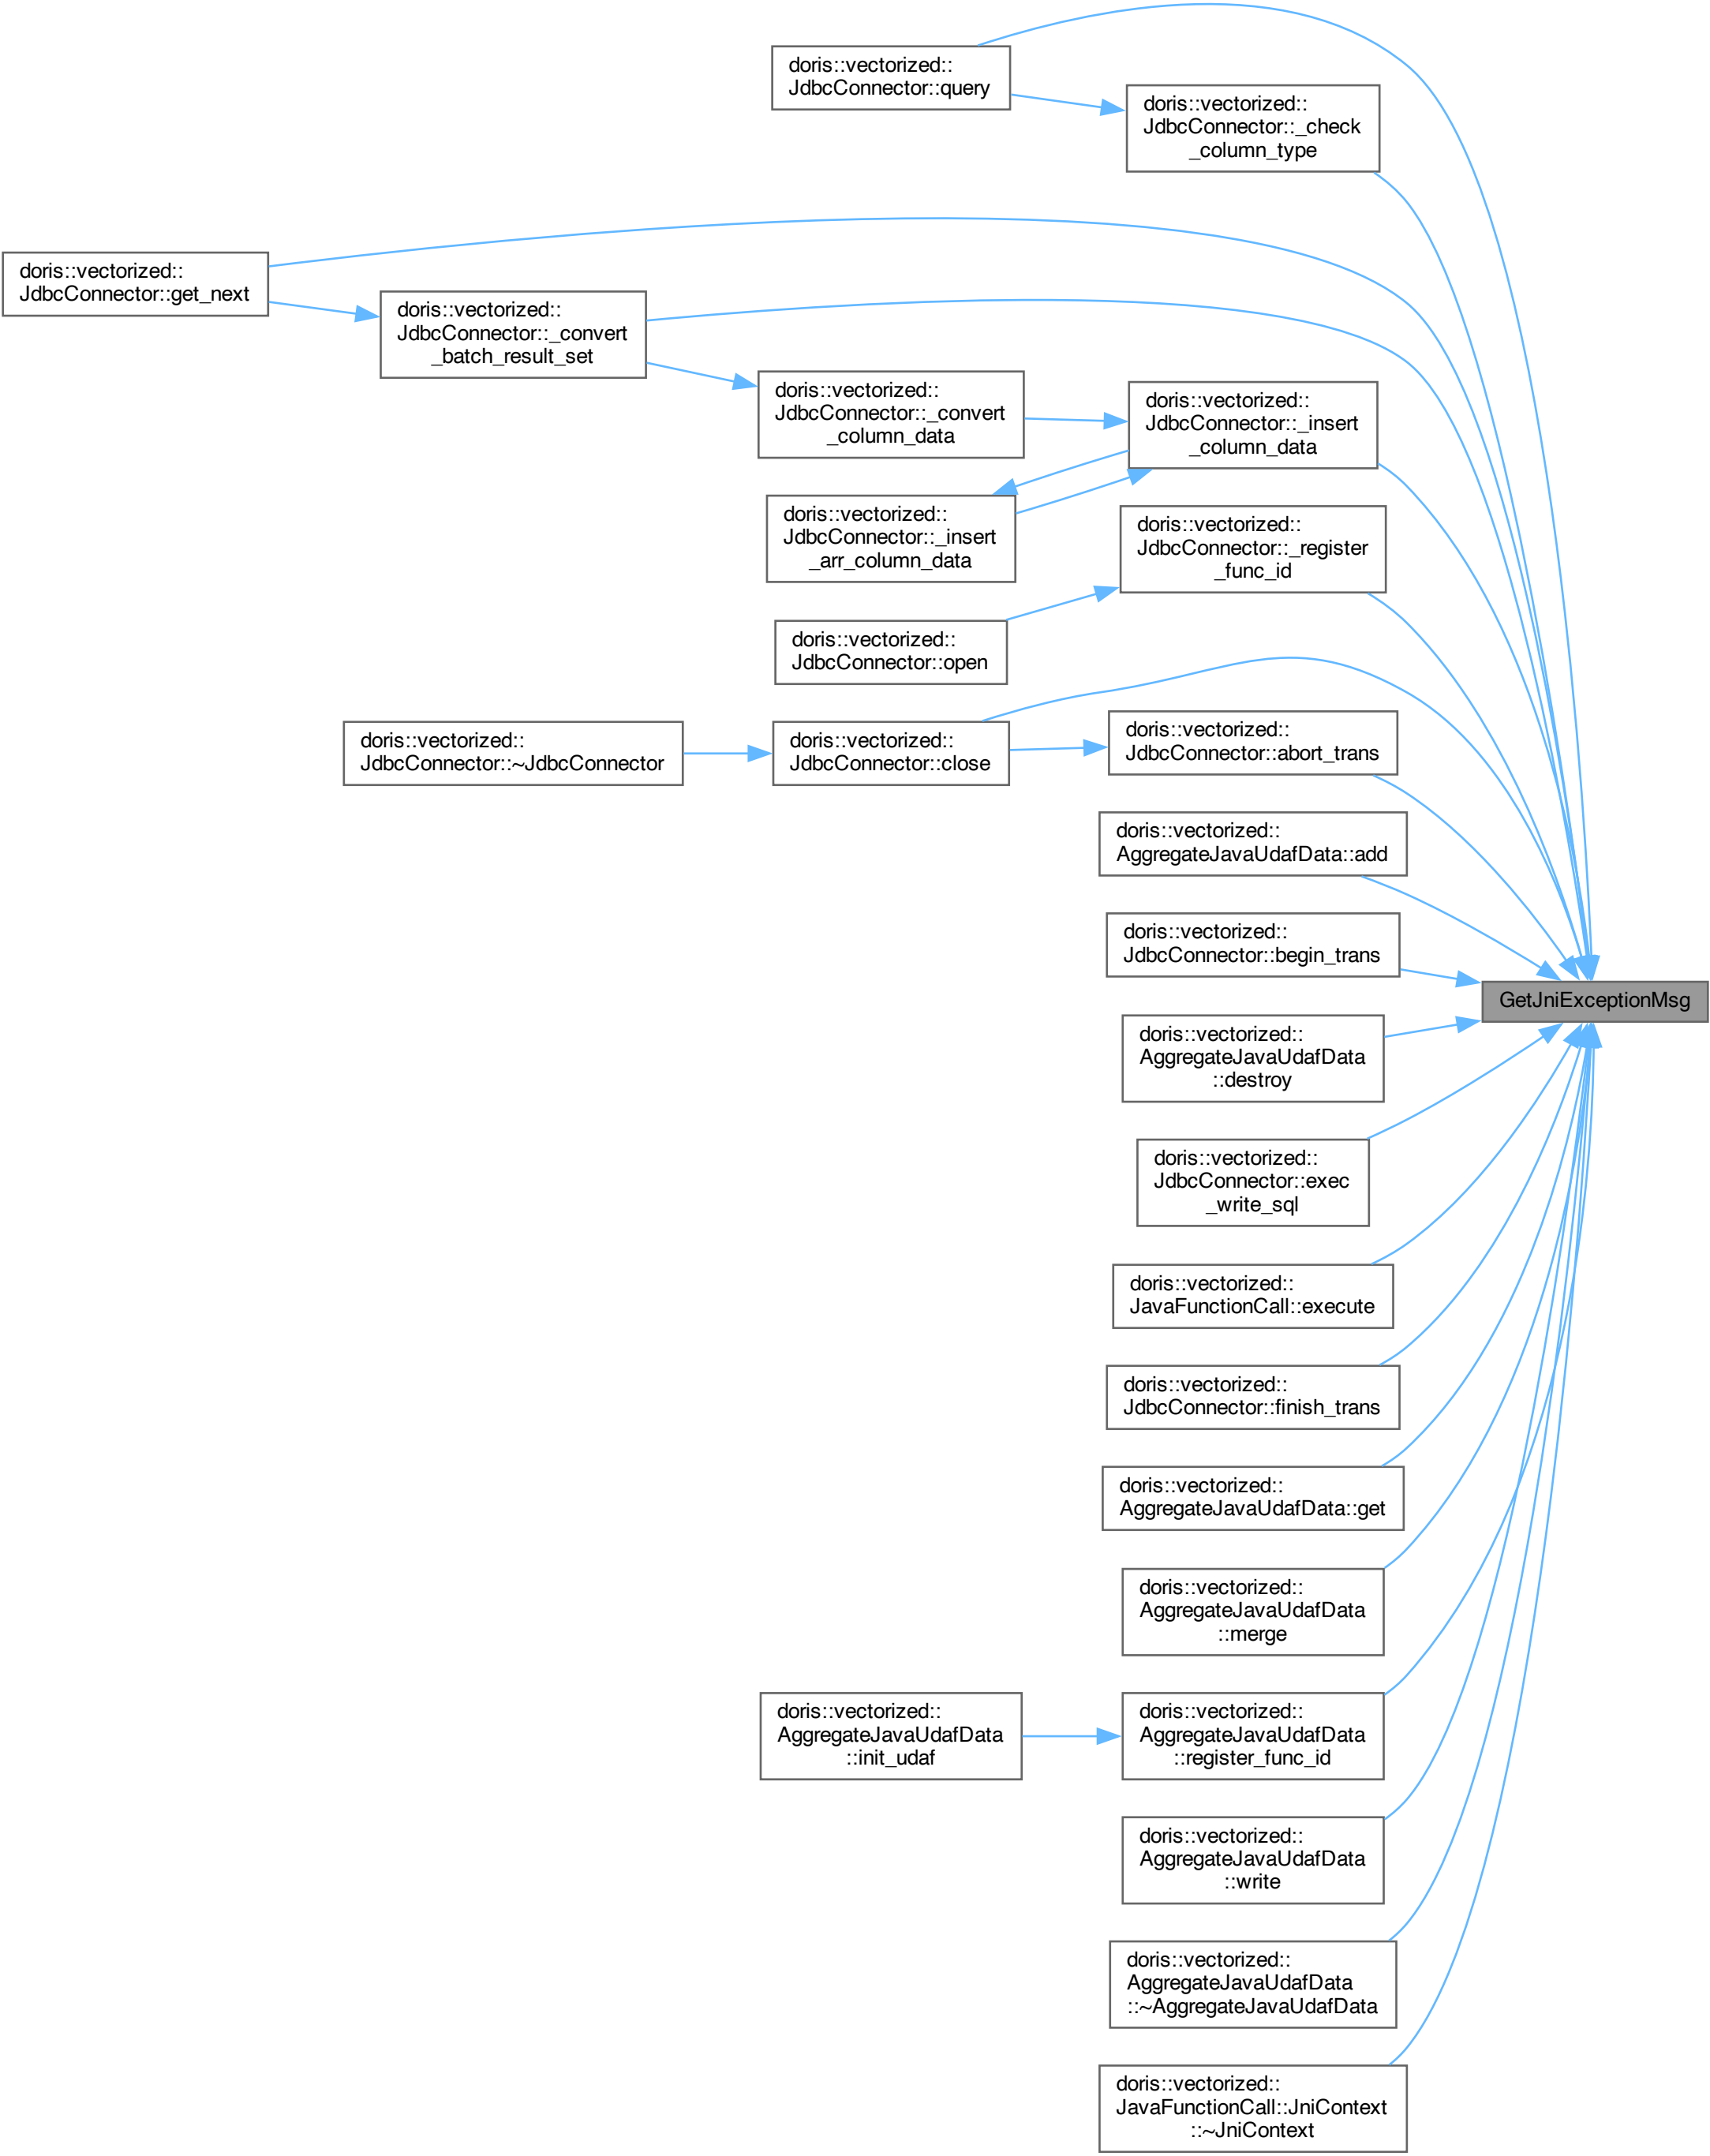 doris::vectorized::
JdbcConnector::query
doris::vectorized::
JdbcConnector::_check
_column_type
doris::vectorized::
JdbcConnector::get_next
doris::vectorized::
JdbcConnector::_convert
_batch_result_set
doris::vectorized::
JdbcConnector::_convert
_column_data
doris::vectorized::
JdbcConnector::_insert
_column_data
doris::vectorized::
JdbcConnector::_insert
_arr_column_data
doris::vectorized::
JdbcConnector::_register
_func_id
doris::vectorized::
JdbcConnector::open
doris::vectorized::
JdbcConnector::~JdbcConnector
doris::vectorized::
JdbcConnector::close
doris::vectorized::
JdbcConnector::abort_trans
doris::vectorized::
AggregateJavaUdafData::add
doris::vectorized::
JdbcConnector::begin_trans
GetJniExceptionMsg
doris::vectorized::
AggregateJavaUdafData
::destroy
doris::vectorized::
JdbcConnector::exec
_write_sql
doris::vectorized::
JavaFunctionCall::execute
doris::vectorized::
JdbcConnector::finish_trans
doris::vectorized::
AggregateJavaUdafData::get
doris::vectorized::
AggregateJavaUdafData
::merge
doris::vectorized::
AggregateJavaUdafData
::init_udaf
doris::vectorized::
AggregateJavaUdafData
::register_func_id
doris::vectorized::
AggregateJavaUdafData
::write
doris::vectorized::
AggregateJavaUdafData
::~AggregateJavaUdafData
doris::vectorized::
JavaFunctionCall::JniContext
::~JniContext